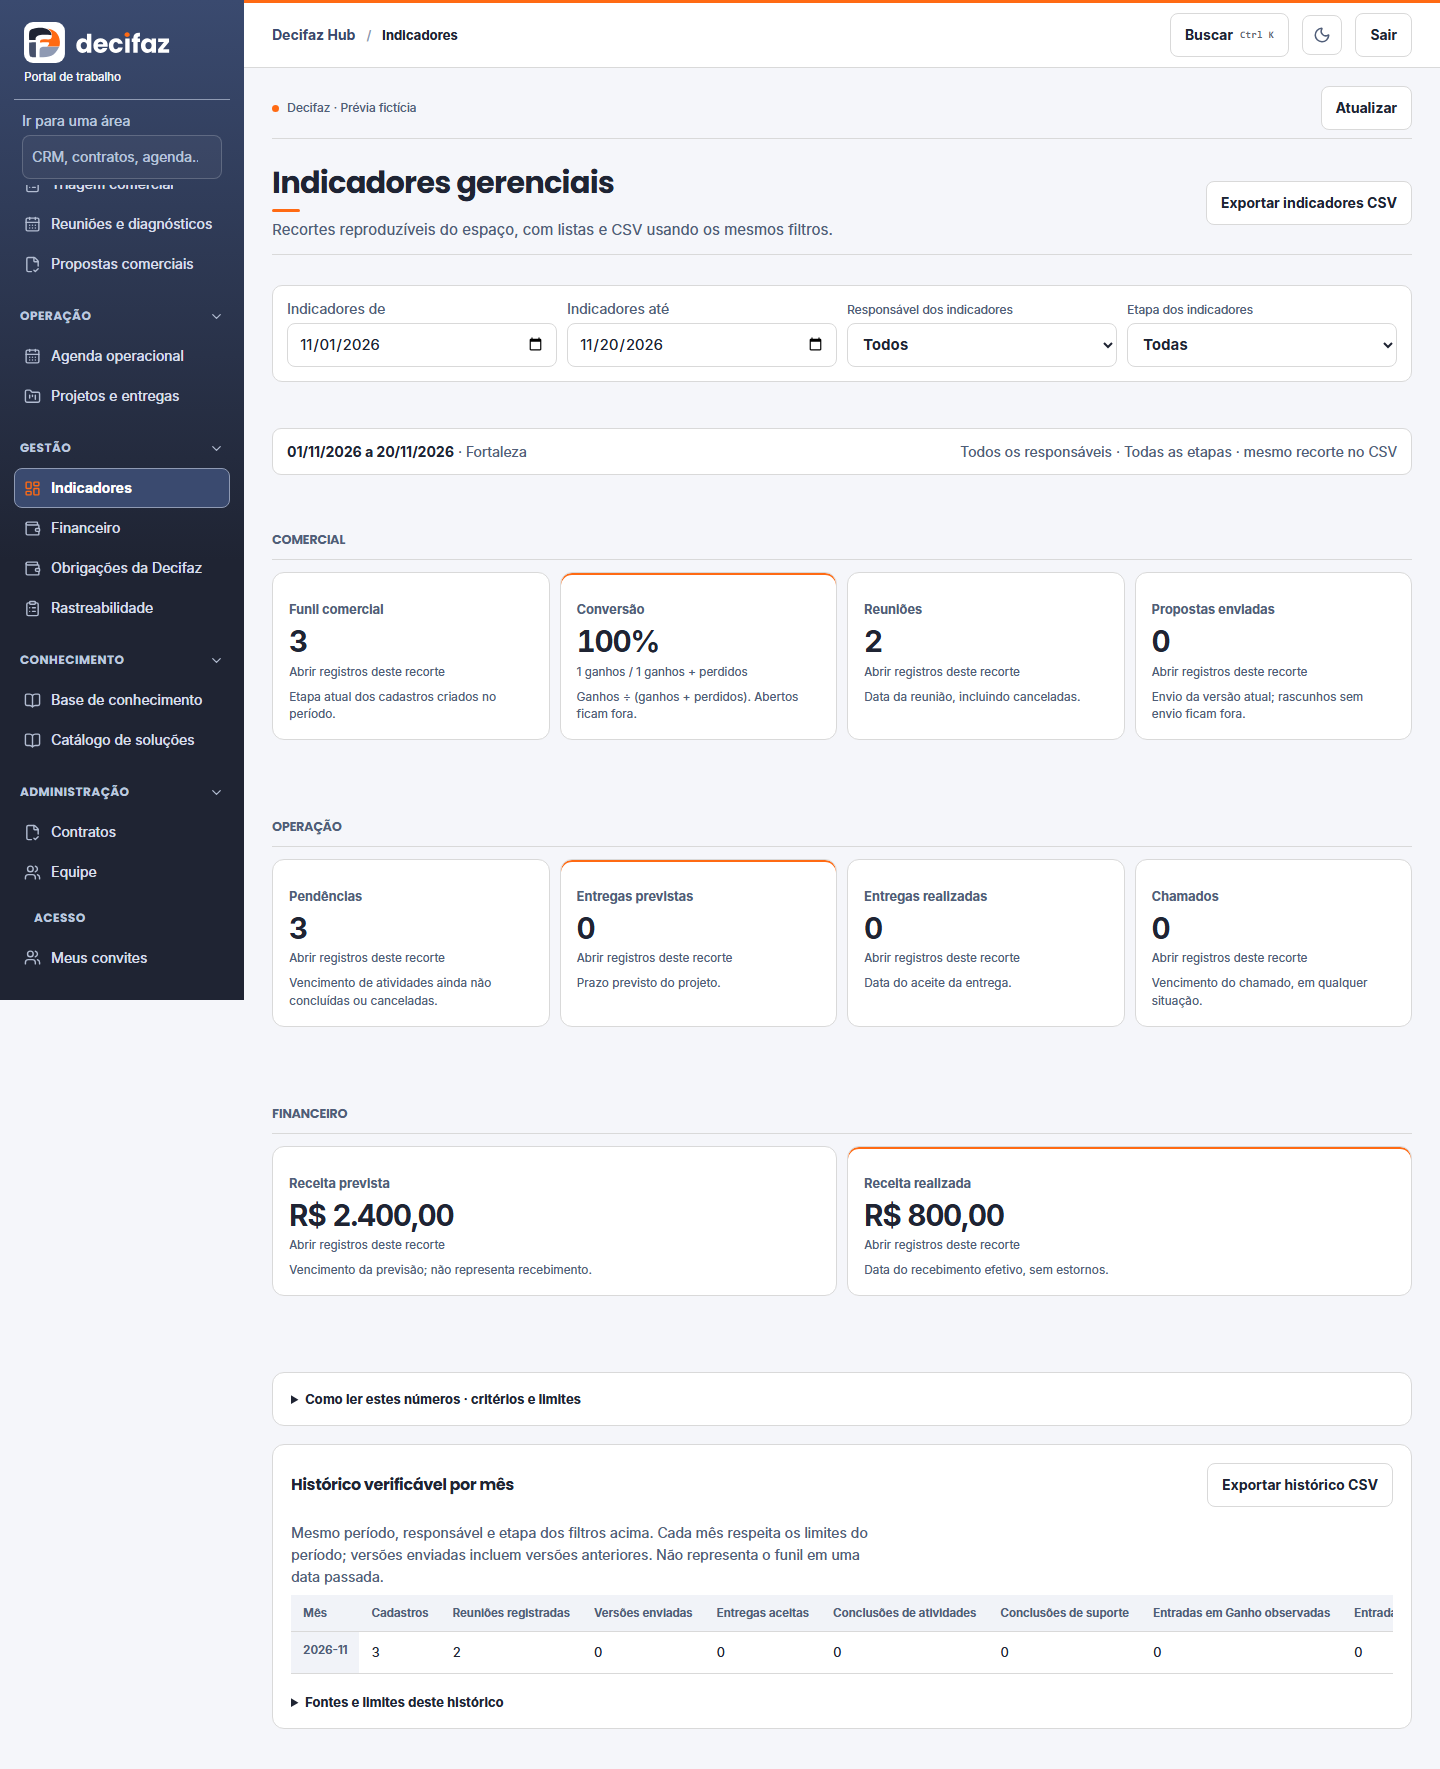 decifaz
Portal de trabalho
Ir para uma área
CRM, contratos, agenda..
Triagem comercial
Reuniões e diagnósticos
Propostas comerciais
OPERAÇÃO
Agenda operacional
Projetos e entregas
GESTÃO
Indicadores
Financeiro
Obrigações da Decifaz
Rastreabilidade
CONHECIMENTO
Base de conhecimento
Catálogo de soluções
ADMINISTRAÇÃO
Contratos
Equipe
ACESSO
Meus convites
Decifaz Hub / Indicadores
Buscar Ctrl K
Sair
Decifaz · Prévia fictícia
Atualizar
Indicadores gerenciais
Recortes reproduzíveis do espaço, com listas e CSV usando os mesmos filtros.
Exportar indicadores CSV
Indicadores de
11/01/2026
Indicadores até
11/20/2026
Responsável dos indicadores
Todos
Etapa dos indicadores
Todas
01/11/2026 a 20/11/2026 · Fortaleza
Todos os responsáveis · Todas as etapas · mesmo recorte no CSV
COMERCIAL
Funil comercial
3
Abrir registros deste recorte
Etapa atual dos cadastros criados no
período.
Conversão
100%
1 ganhos / 1 ganhos + perdidos
Ganhos ÷ (ganhos + perdidos). Abertos
ficam fora.
Reuniões
2
Abrir registros deste recorte
Data da reunião, incluindo canceladas.
Propostas enviadas
0
Abrir registros deste recorte
Envio da versão atual; rascunhos sem
envio ficam fora.
OPERAÇÃO
Pendências
3
Abrir registros deste recorte
Vencimento de atividades ainda não
concluídas ou canceladas.
Entregas previstas
0
Abrir registros deste recorte
Prazo previsto do projeto.
Entregas realizadas
0
Abrir registros deste recorte
Data do aceite da entrega.
Chamados
0
Abrir registros deste recorte
Vencimento do chamado, em qualquer
situação.
FINANCEIRO
Receita prevista
R$ 2.400,00
Abrir registros deste recorte
Vencimento da previsão; não representa recebimento.
Receita realizada
R$ 800,00
Abrir registros deste recorte
Data do recebimento efetivo, sem estornos.
Como ler estes números · critérios e limites
Histórico verificável por mês
Exportar histórico CSV
Mesmo período, responsável e etapa dos filtros acima. Cada mês respeita os limites do
período; versões enviadas incluem versões anteriores. Não representa o funil em uma
data passada.
Mês Cadastros Reuniões registradas Versões enviadas Entregas aceitas Conclusões de atividades Conclusões de suporte Entradas em Ganho observadas Entrada
2026-11 3 2 0 0 0 0 0 0
Fontes e limites deste histórico